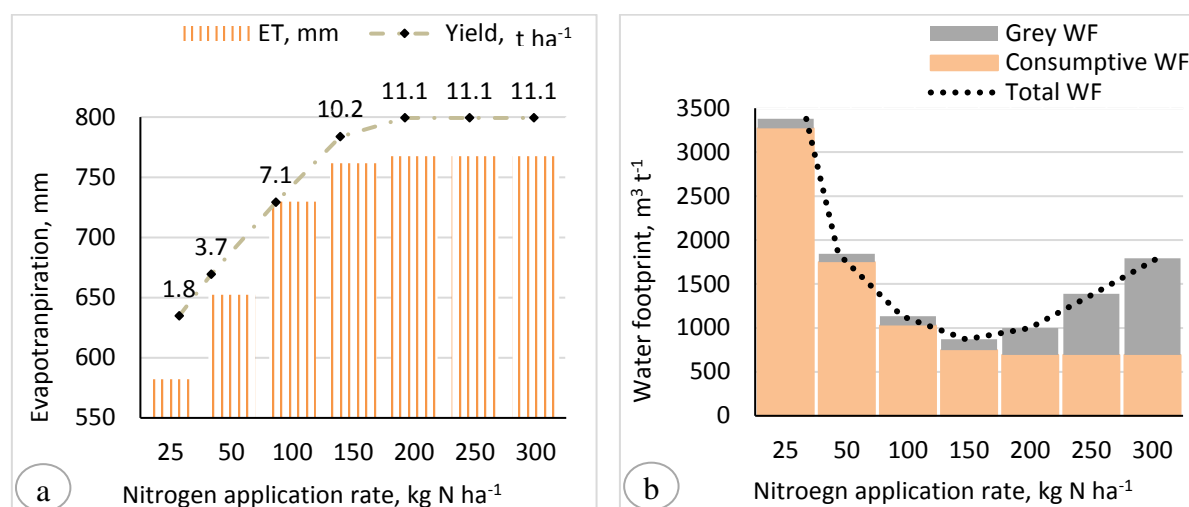 ET, mm
Yield, t ha-1
1.8
3.7
7.1
10.2
11.1
11.1
11.1
800
750
700
650
600
550
Evapotranpiration, mm
25 50 100 150 200 250 300
Nitrogen application rate, kg N ha-1
a
Grey WF
Consumptive WF
Total WF
3500
3000
2500
2000
1500
1000
500
0
Water footprint, m3 t-1
25 50 100 150 200 250 300
Nitroegn application rate, kg N ha-1
b